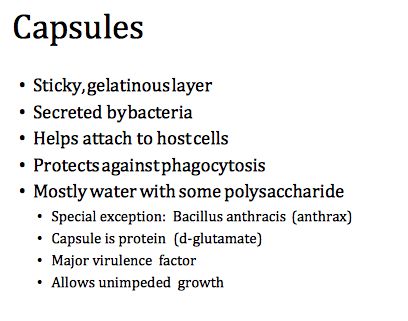 Capsules
• Sticky, gelatinous layer
• Secreted by bacteria
• Helps attach to host cells
• Protects against phagocytosis
• Mostly water with some polysaccharide
• Special exception: Bacillus anthracis (anthrax)
• Capsule is protein (d-glutamate)
• Major virulence factor
• Allows unimpeded growth